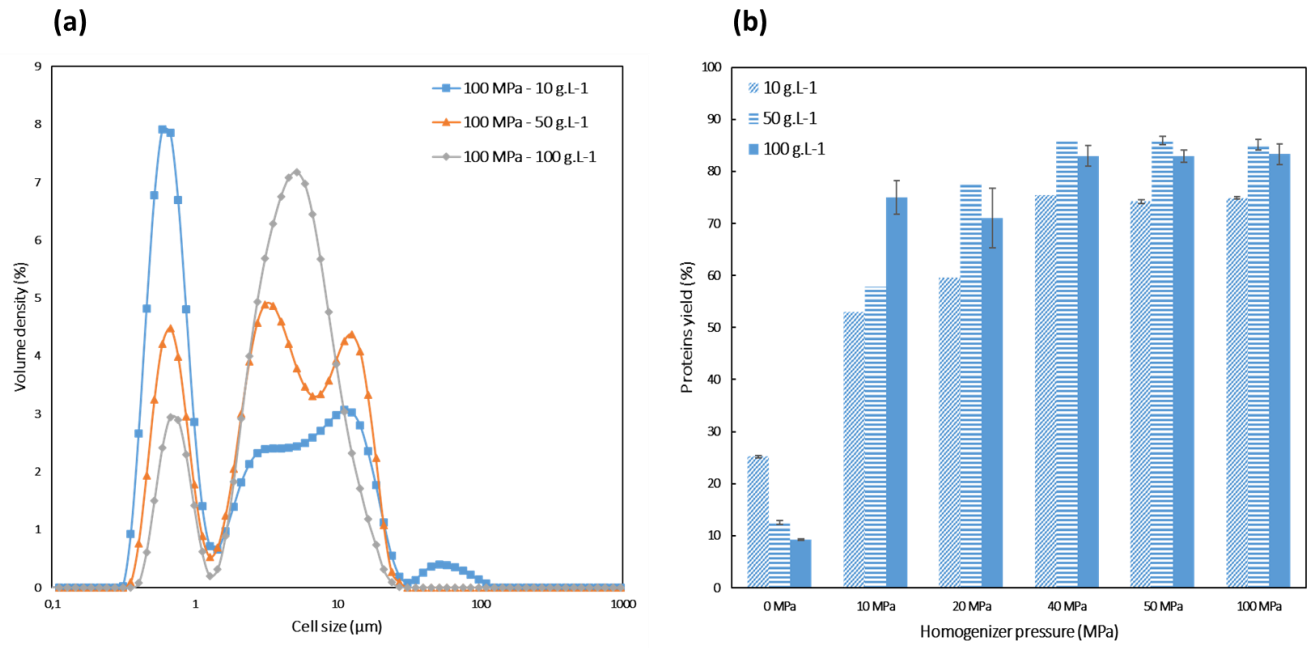 (a)
9
8
7
6
5
4
3
2
1
0
Volume density (%)
100 MPa - 10 g.L-1
100 MPa - 50 g.L-1
100 MPa - 100 g.L-1
0,1
1
10
100
1000
Cell size (µm)
(b)
100
90
80
70
60
50
40
30
20
10
0
Proteins yield (%)
10 g.L-1
50 g.L-1
100 g.L-1
0 MPa
10 MPa
20 MPa
40 MPa
50 MPa
100 MPa
Homogenizer pressure (MPa)